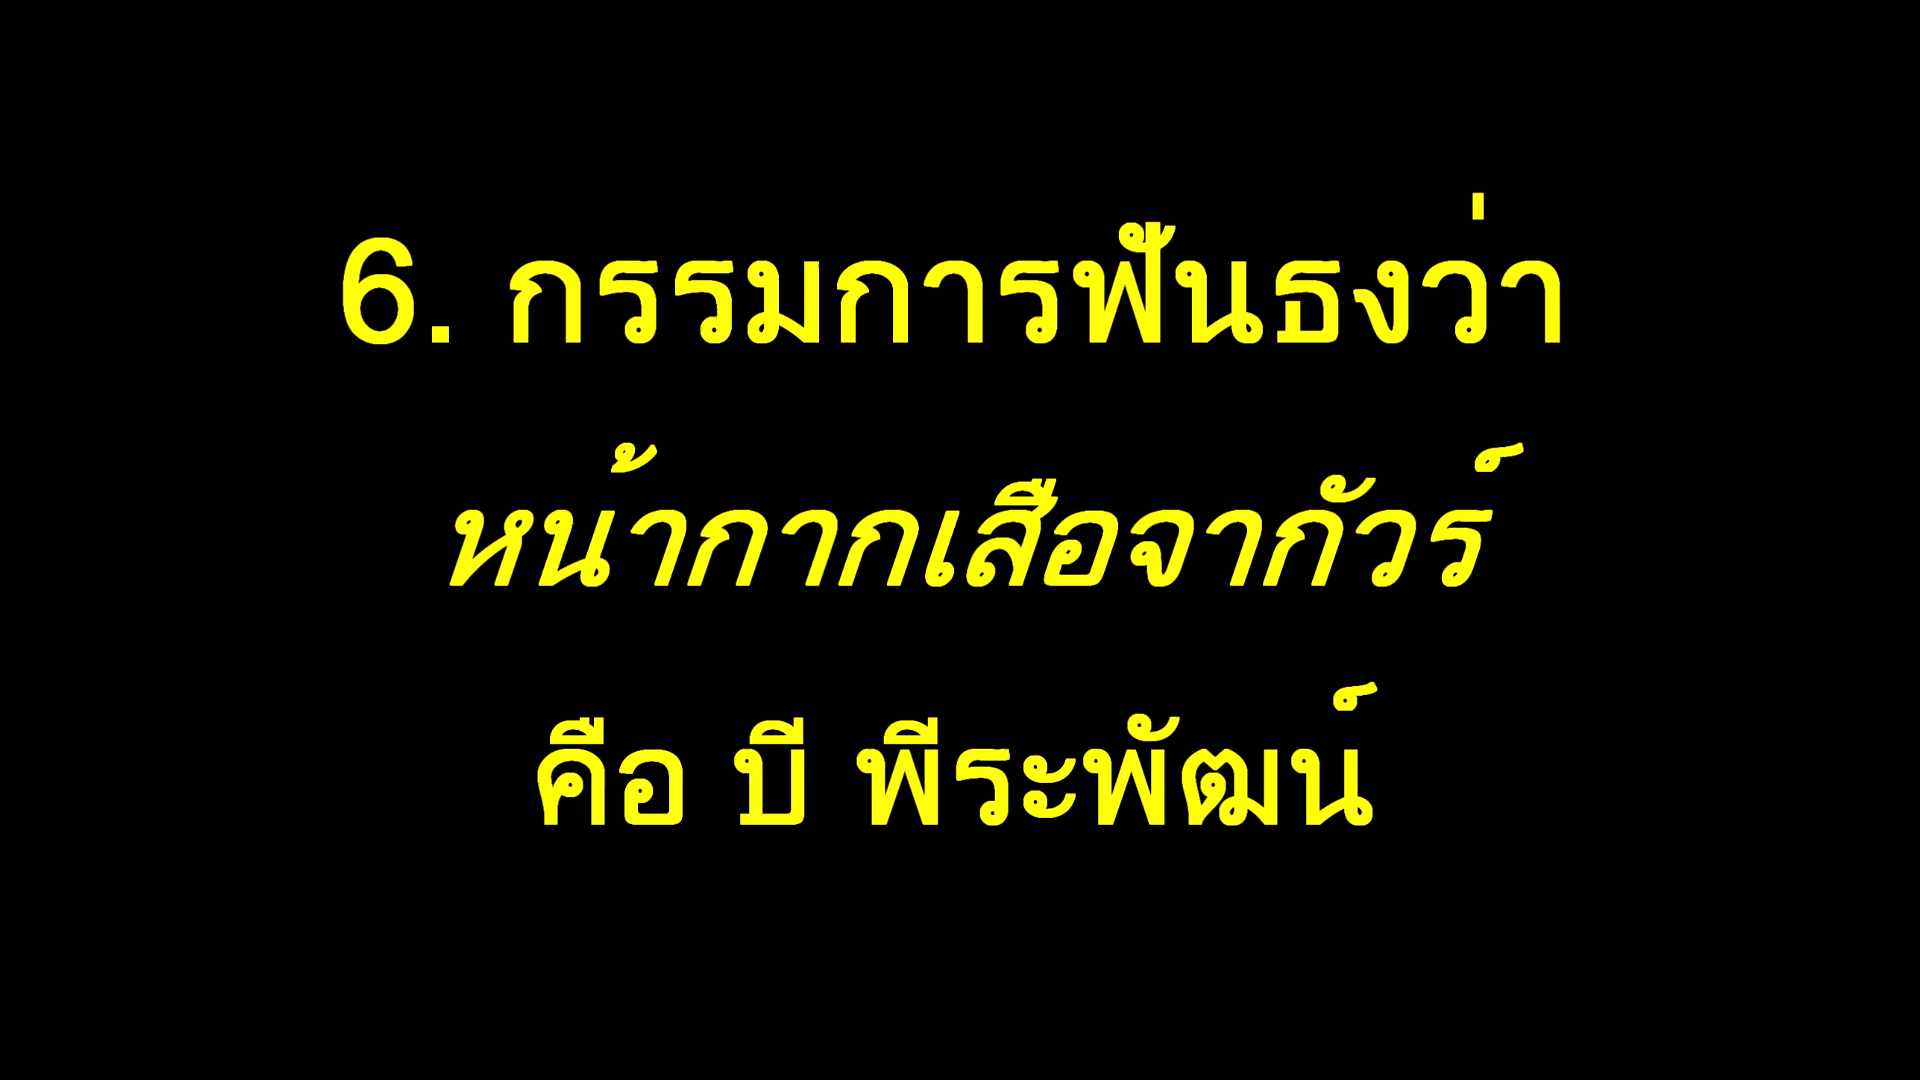 6. กรรมการฟันธงว่า
หน้ากากเสือจากัวร์
คือ บี พีระพัฒน์